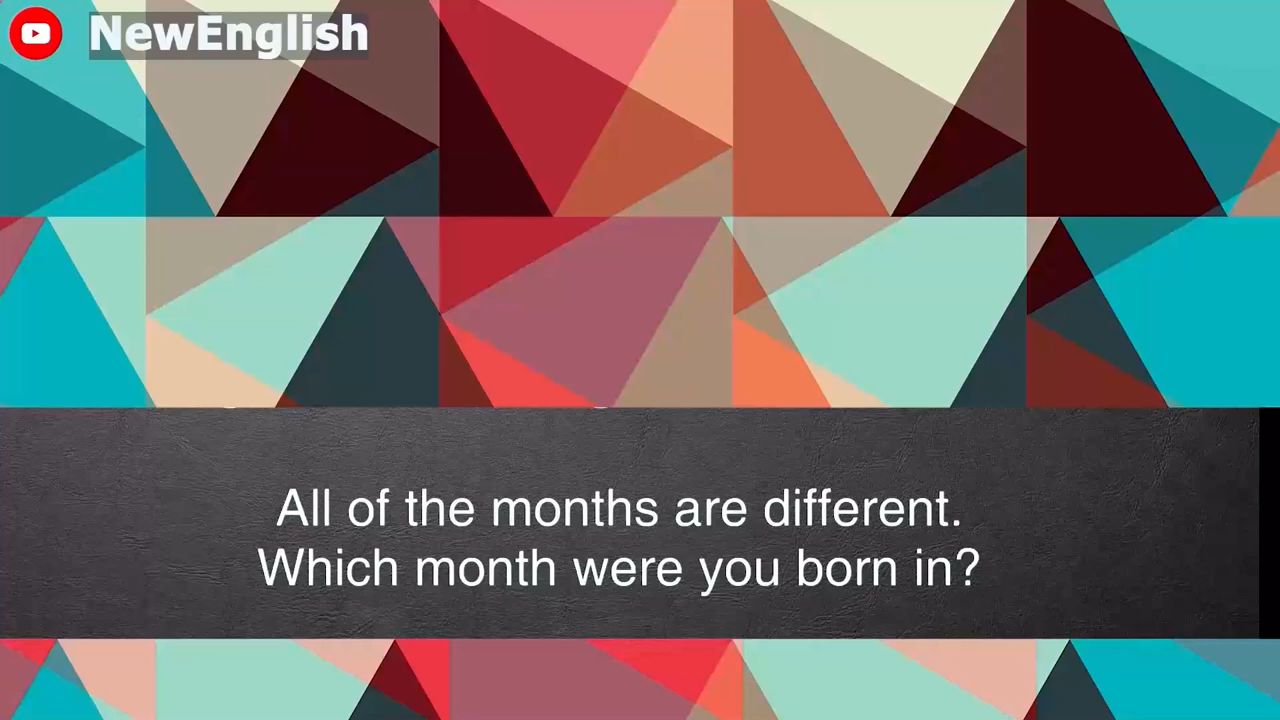 NewEnglish
All of the months are different.
Which month were you born in?